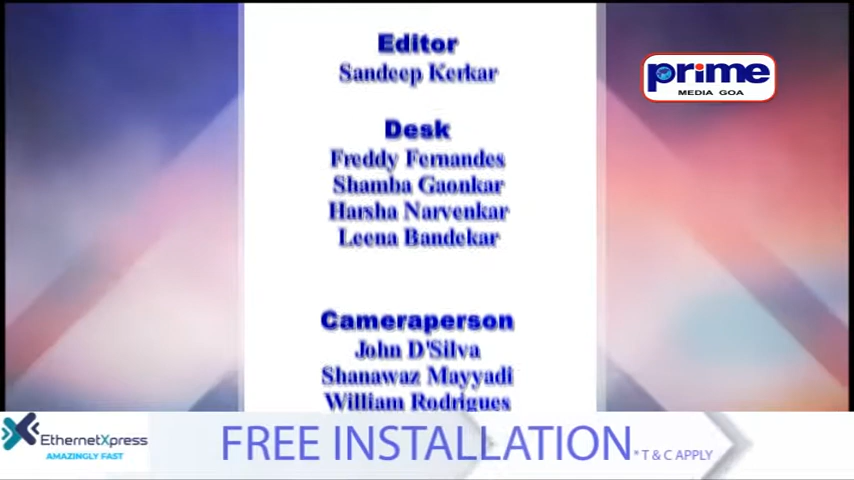 Editor
Sandeep Kerkar
prime
MEDIA GOA
Desk
Freddy Fernandes
Shamba Gaonkar
Harsha Narvenkar
Leena Bandekar
Cameraperson
John D'Silva
Shanawaz Mayyadi
William Rodrigues
EthernetXpress
AMAZINGLY FAST
FREE INSTALLATION
* T & C APPLY